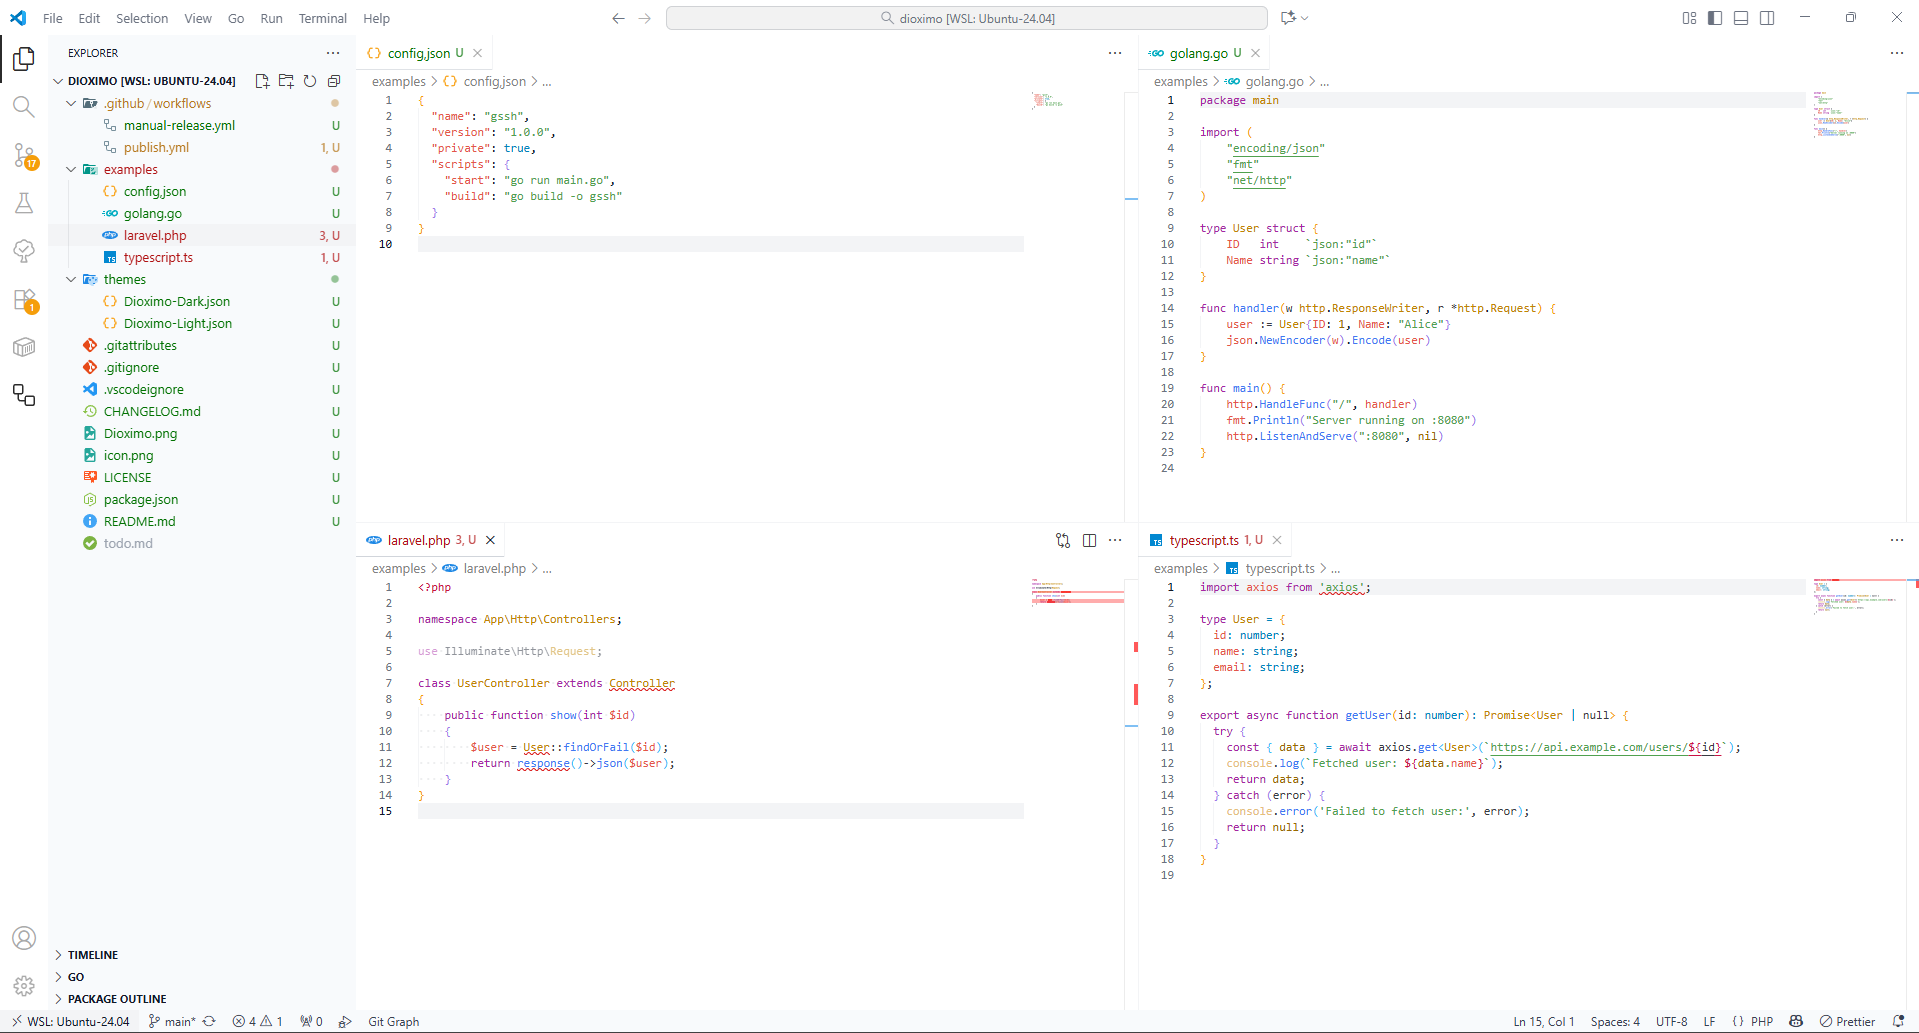 File Edit Selection View Go Run Terminal Help
dioximo [WSL: Ubuntu-24.04]
EXPLORER
DIOXIMO [WSL: UBUNTU-24.04]
.github / workflows
manual-release.yml U
publish.yml 1, U
examples
config.json U
golang.go U
laravel.php 3, U
typescript.ts 1, U
themes
Dioximo-Dark.json U
Dioximo-Light.json U
.gitattributes U
.gitignore U
.vscodeignore U
CHANGELOG.md U
Dioximo.png U
icon.png U
LICENSE U
package.json U
README.md U
todo.md
TIMELINE
GO
PACKAGE OUTLINE
17
1
config.json U
examples > {} config.json > ...
1 {
2 "name": "gssh",
3 "version": "1.0.0",
4 "private": true,
5 "scripts": {
6 "start": "go run main.go",
7 "build": "go build -o gssh"
8 }
9 }
10
golang.go U
examples > GO golang.go > ...
1 package main
2
3 import (
4 "encoding/json"
5 "fmt"
6 "net/http"
7 )
8
9 type User struct {
10 ID int `json:"id"`
11 Name string `json:"name"`
12 }
13
14 func handler(w http.ResponseWriter, r *http.Request) {
15 user := User{ID: 1, Name: "Alice"}
16 json.NewEncoder(w).Encode(user)
17 }
18
19 func main() {
20 http.HandleFunc("/", handler)
21 fmt.Println("Server running on :8080")
22 http.ListenAndServe(":8080", nil)
23 }
24
php laravel.php 3, U
examples > php laravel.php > ...
1 <?php
2
3 namespace App\Http\Controllers;
4
5 use Illuminate\Http\Request;
6
7 class UserController extends Controller
8 {
9 public function show(int $id)
10 {
11 $user = User::findOrFail($id);
12 return response()->json($user);
13 }
14 }
15
TS typescript.ts 1, U
examples > TS typescript.ts > ...
1 import axios from 'axios';
2
3 type User = {
4 id: number;
5 name: string;
6 email: string;
7 };
8
9 export async function getUser(id: number): Promise<User | null> {
10 try {
11 const { data } = await axios.get<User>(`https://api.example.com/users/${id}`);
12 console.log(`Fetched user: ${data.name}`);
13 return data;
14 } catch (error) {
15 console.error('Failed to fetch user:', error);
16 return null;
17 }
18 }
19
WSL: Ubuntu-24.04 main* 4 1 0 Git Graph Ln 15, Col 1 Spaces: 4 UTF-8 LF {} PHP Prettier